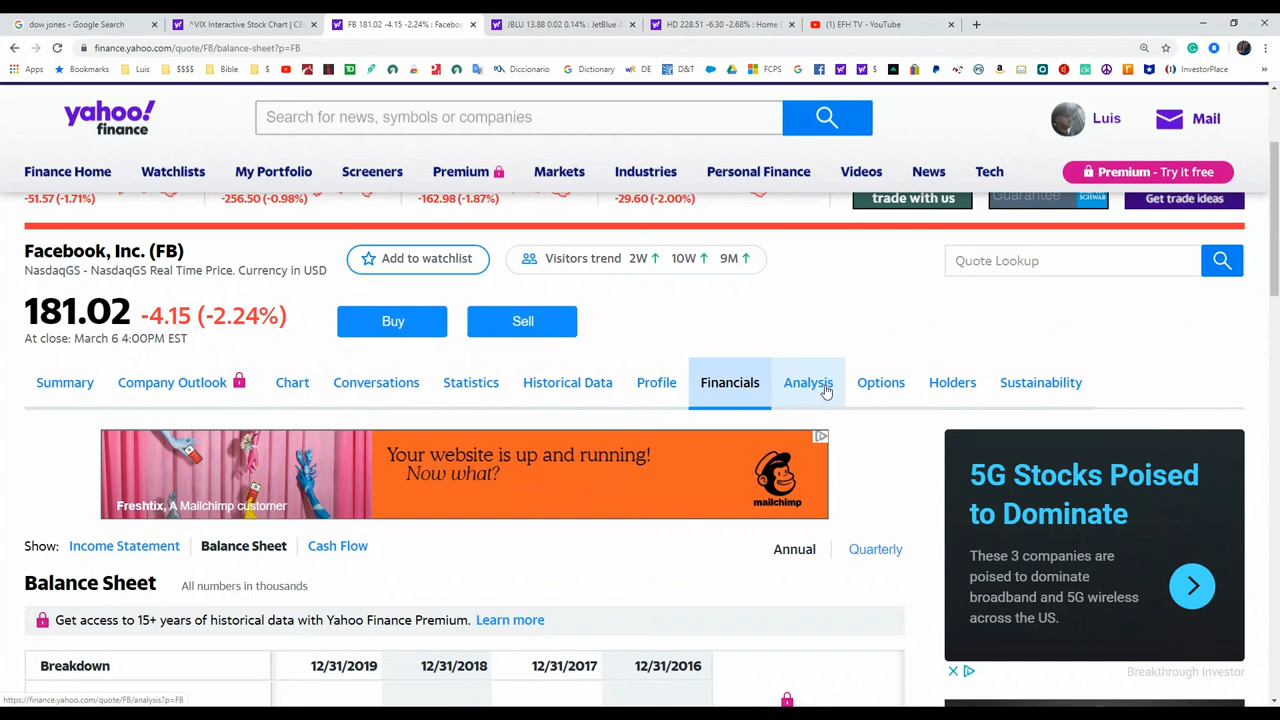 dow jones - Google Search
^VIX Interactive Stock Chart | CB
FB 181.02 -4.15 -2.24% : Faceboo
JBLU 13.88 0.02 0.14% : JetBlue A
HD 228.51 -6.30 -2.68% : Home
(1) EFH TV - YouTube
finance.yahoo.com/quote/FB/balance-sheet?p=FB
Apps
Bookmarks
Luis
$$$$
Bible
$
Diccionario
Dictionary
DE
D&T
FCPS
$
InvestorPlace
yahoo!
finance
Search for news, symbols or companies
Luis
Mail
Finance Home
Watchlists
My Portfolio
Screeners
Premium
Markets
Industries
Personal Finance
Videos
News
Tech
Premium - Try it free
-51.57 (-1.71%)
-256.50 (-0.98%)
-162.98 (-1.87%)
-29.60 (-2.00%)
trade with us
Guarantee
SCHWAB
Get trade ideas
Facebook, Inc. (FB)
NasdaqGS - NasdaqGS Real Time Price. Currency in USD
Add to watchlist
Visitors trend 2W ↑ 10W ↑ 9M ↑
Quote Lookup
181.02 -4.15 (-2.24%)
At close: March 6 4:00PM EST
Buy
Sell
Summary
Company Outlook
Chart
Conversations
Statistics
Historical Data
Profile
Financials
Analysis
Options
Holders
Sustainability
Freshtix, A Mailchimp customer
Your website is up and running!
Now what?
mailchimp
5G Stocks Poised
to Dominate
These 3 companies are
poised to dominate
broadband and 5G wireless
across the US.
Breakthrough Investor
Show: Income Statement
Balance Sheet
Cash Flow
Annual
Quarterly
Balance Sheet All numbers in thousands
Get access to 15+ years of historical data with Yahoo Finance Premium. Learn more
Breakdown 12/31/2019 12/31/2018 12/31/2017 12/31/2016
https://finance.yahoo.com/quote/FB/analysis?p=FB